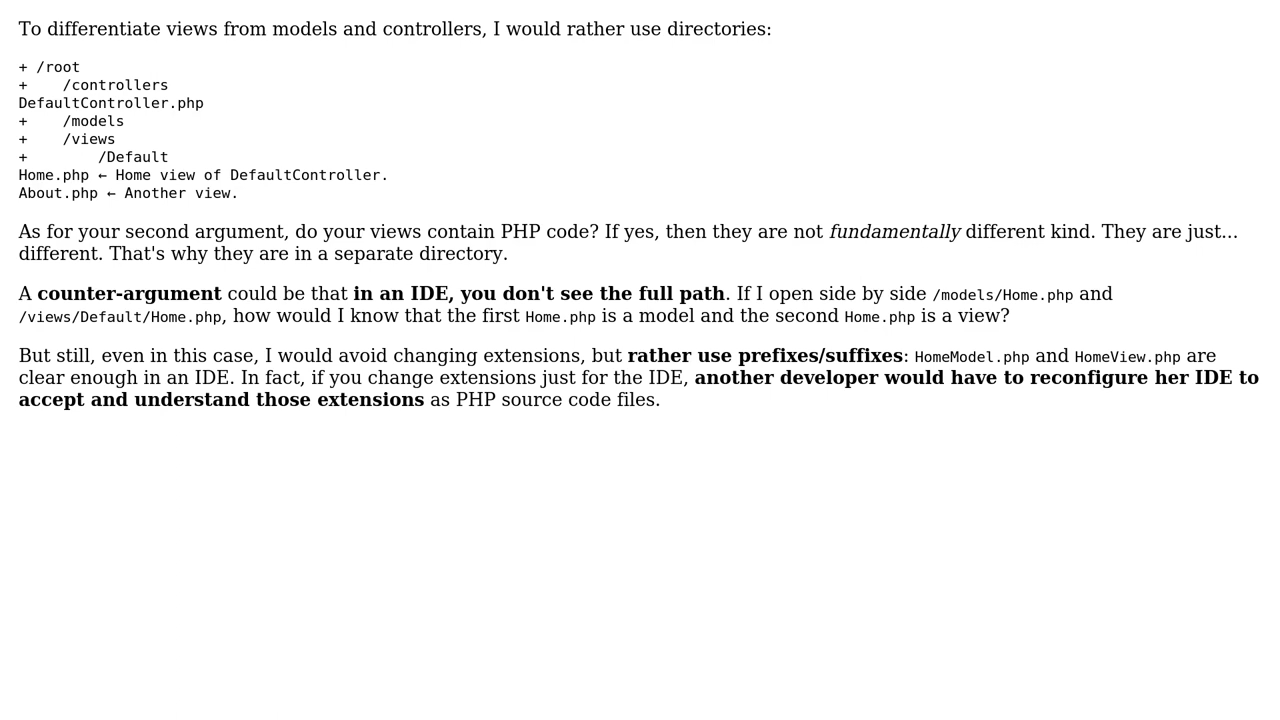 To differentiate views from models and controllers, I would rather use directories:
+ /root
+    /controllers
DefaultController.php
+    /models
+    /views
+        /Default
Home.php ← Home view of DefaultController.
About.php ← Another view.
As for your second argument, do your views contain PHP code? If yes, then they are not fundamentally different kind. They are just...
different. That's why they are in a separate directory.
A counter-argument could be that in an IDE, you don't see the full path. If I open side by side /models/Home.php and
/views/Default/Home.php, how would I know that the first Home.php is a model and the second Home.php is a view?
But still, even in this case, I would avoid changing extensions, but rather use prefixes/suffixes: HomeModel.php and HomeView.php are
clear enough in an IDE. In fact, if you change extensions just for the IDE, another developer would have to reconfigure her IDE to
accept and understand those extensions as PHP source code files.